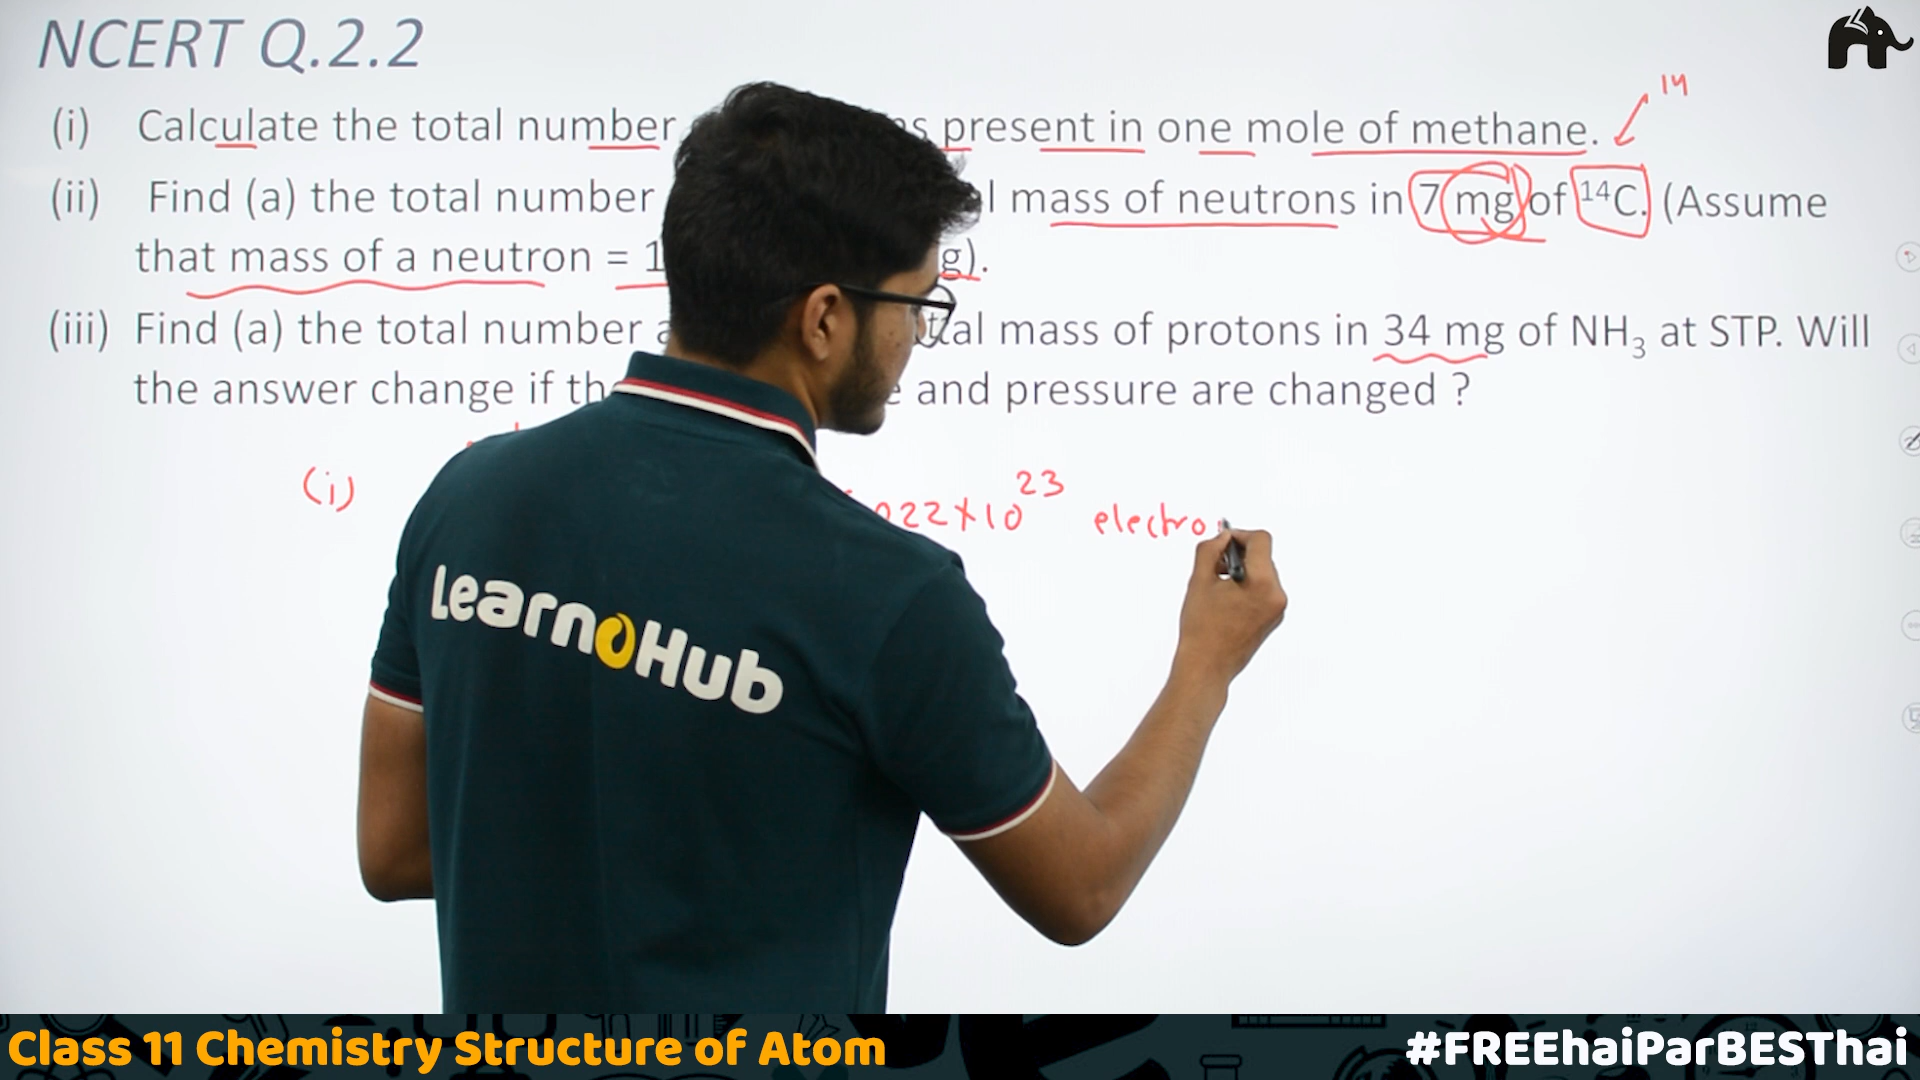 NCERT Q.2.2
14
(i) Calculate the total number present in one mole of methane.
(ii) Find (a) the total number mass of neutrons in 7 mg of ¹⁴C. (Assume
that mass of a neutron = 1 g).
(iii) Find (a) the total number mass of protons in 34 mg of NH₃ at STP. Will
the answer change if and pressure are changed ?
(i) 022×10²³ electro
LearnoHub
Class 11 Chemistry Structure of Atom
#FREEhaiParBESThai